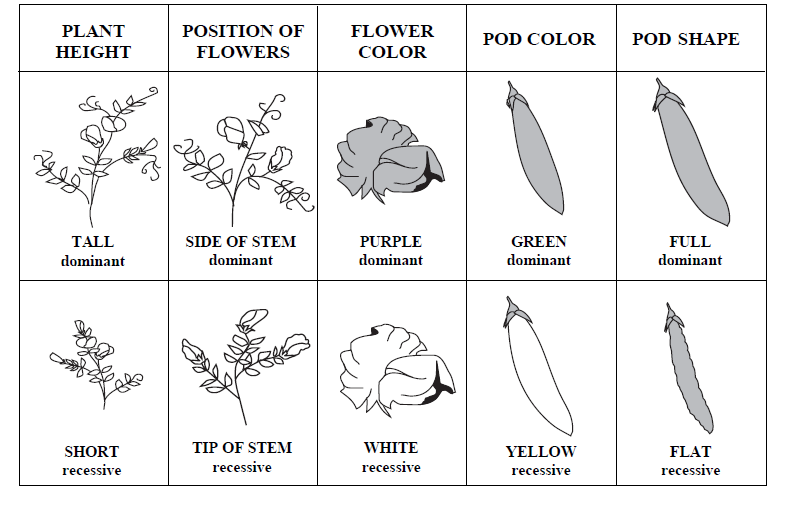 PLANT
HEIGHT
POSITION OF
FLOWERS
FLOWER
COLOR
POD COLOR
POD SHAPE
TALL
dominant
SIDE OF STEM
dominant
PURPLE
dominant
GREEN
dominant
FULL
dominant
SHORT
recessive
TIP OF STEM
recessive
WHITE
recessive
YELLOW
recessive
FLAT
recessive